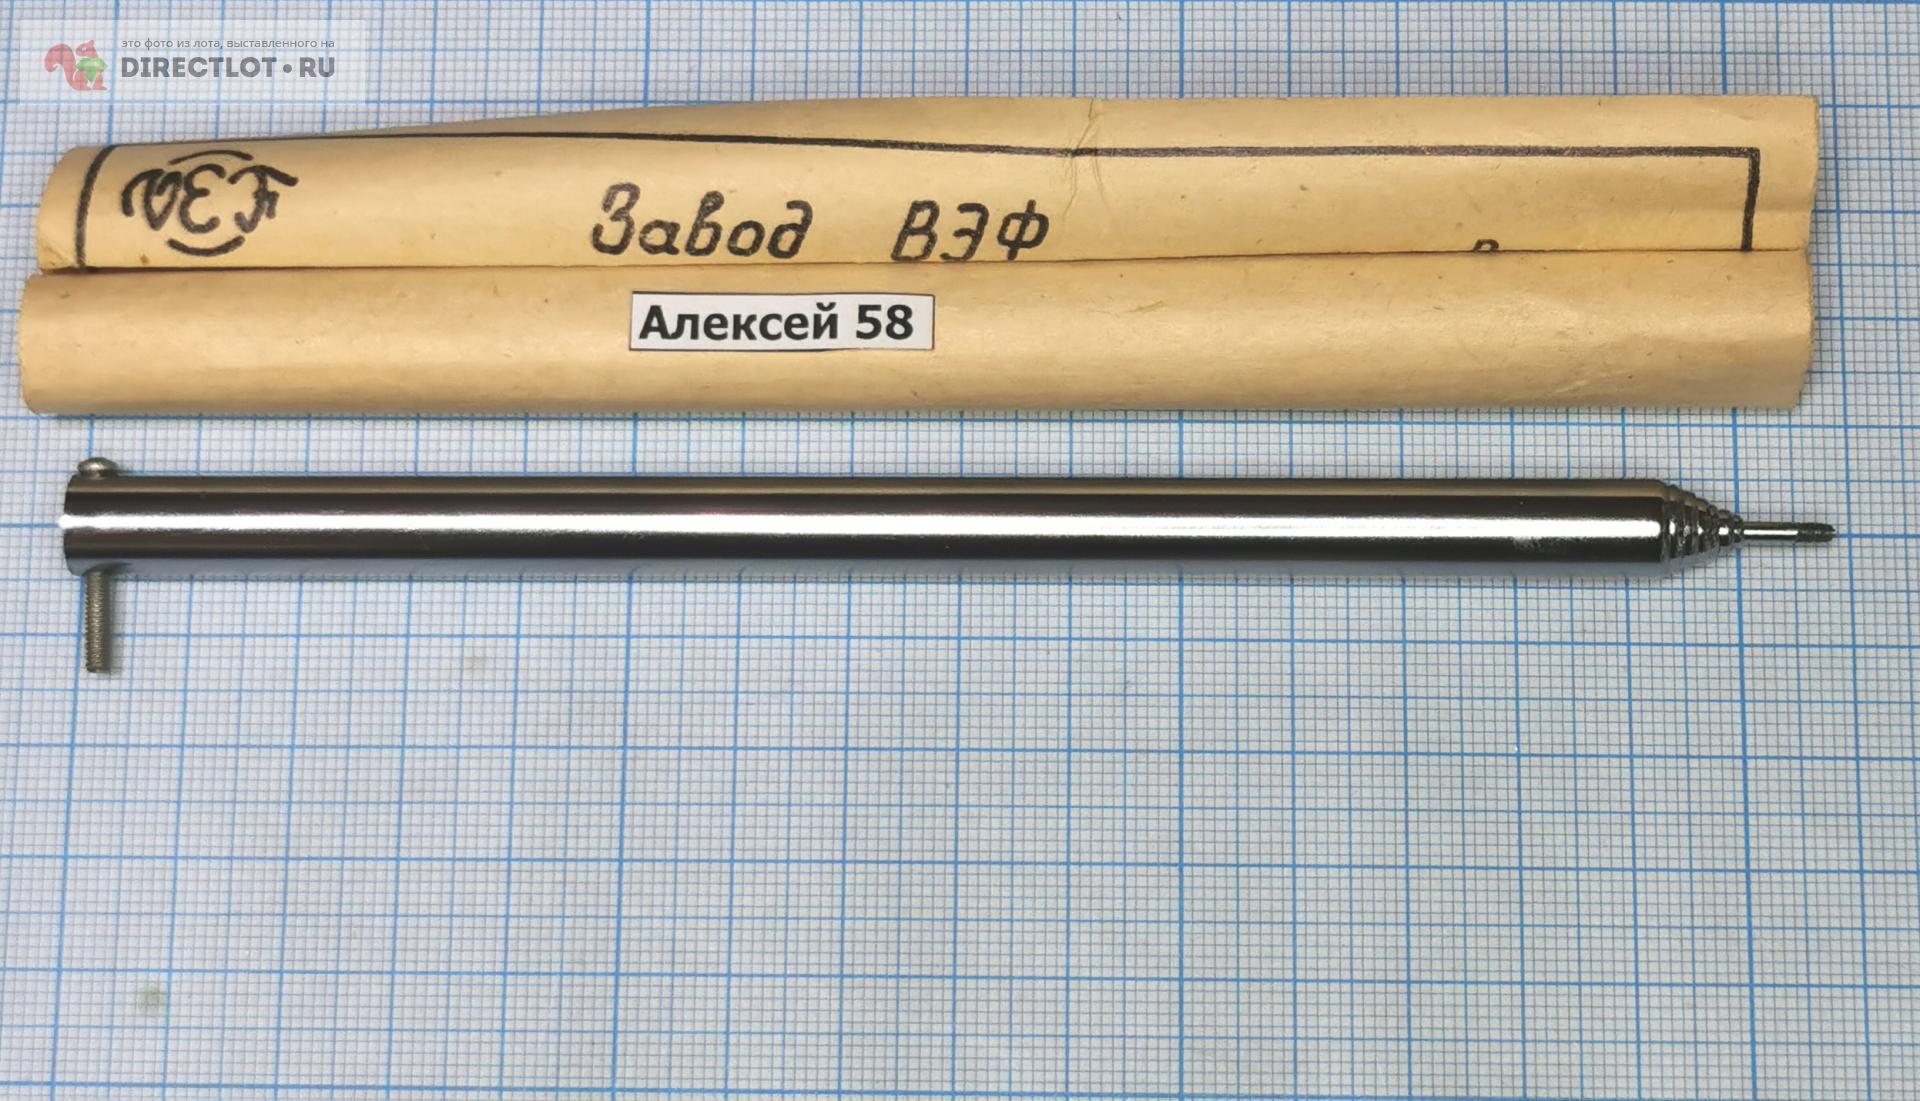 это фото из лота, выставленного на
DIRECTLOT•RU
VEF
Завод ВЭФ
Алексей 58